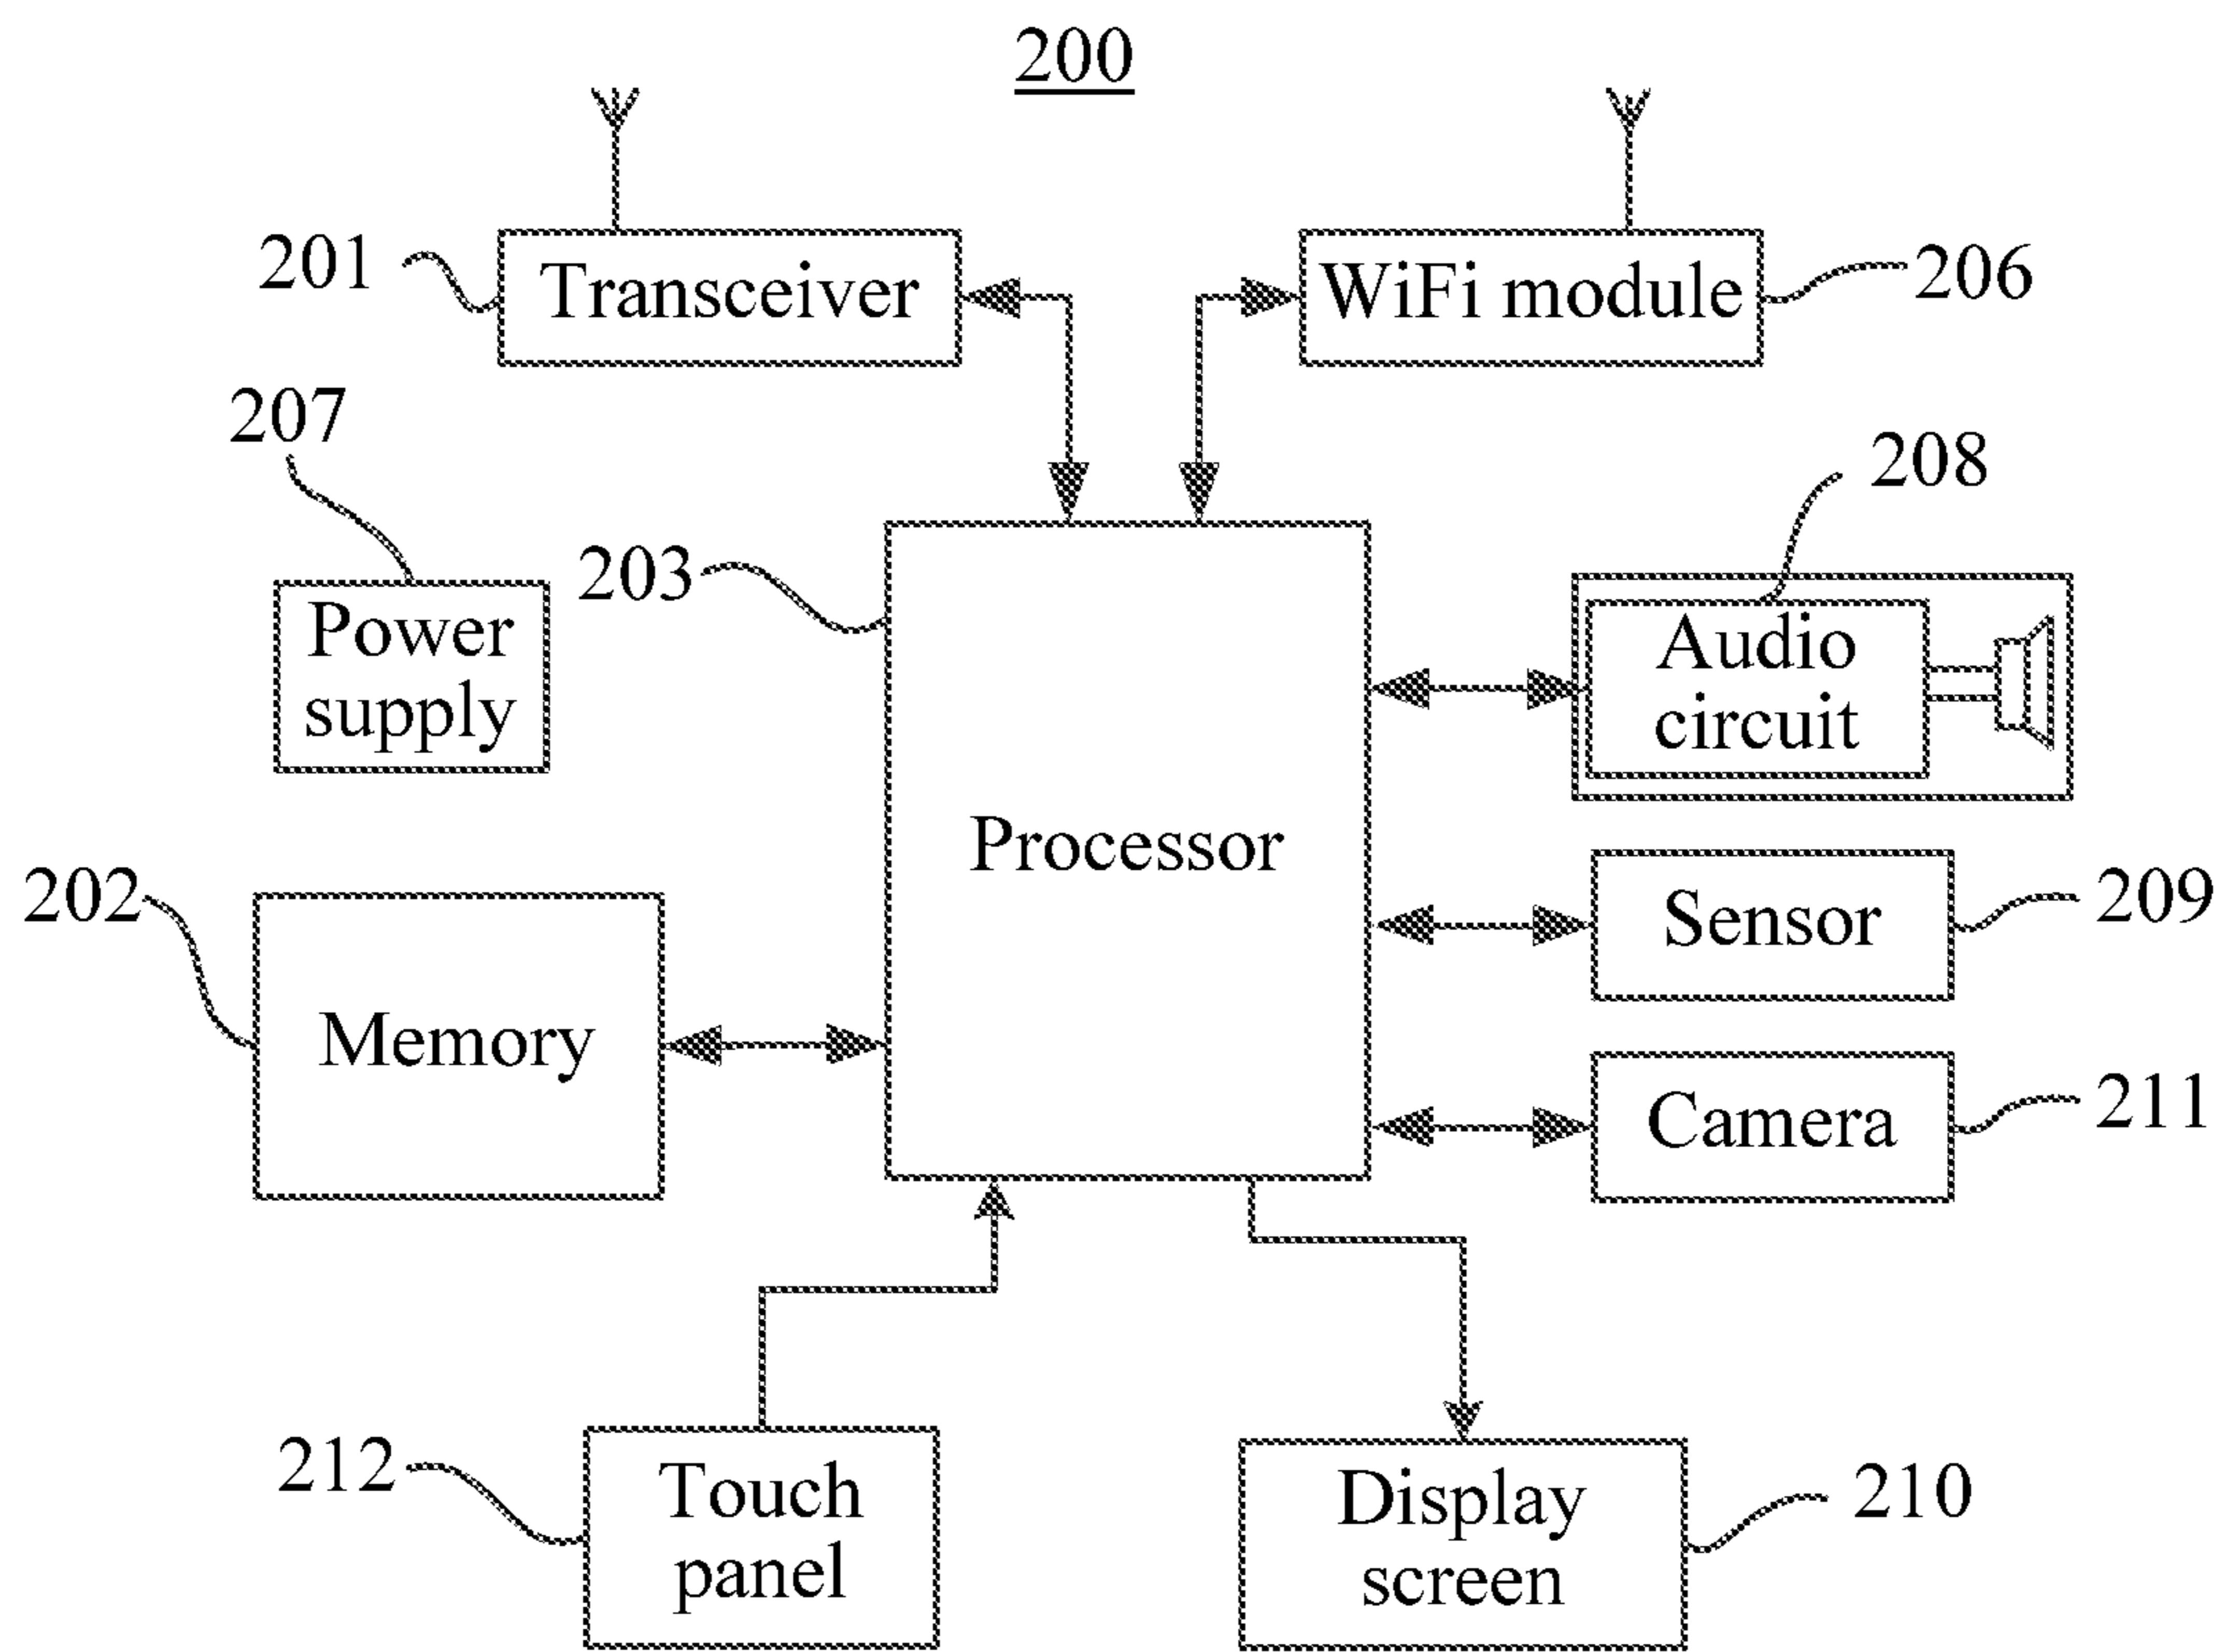 200
201
Transceiver
WiFi module
206
207
208
203
Power
supply
Audio
circuit
Processor
202
Memory
Sensor
209
Camera
211
212
Touch
panel
Display
screen
210